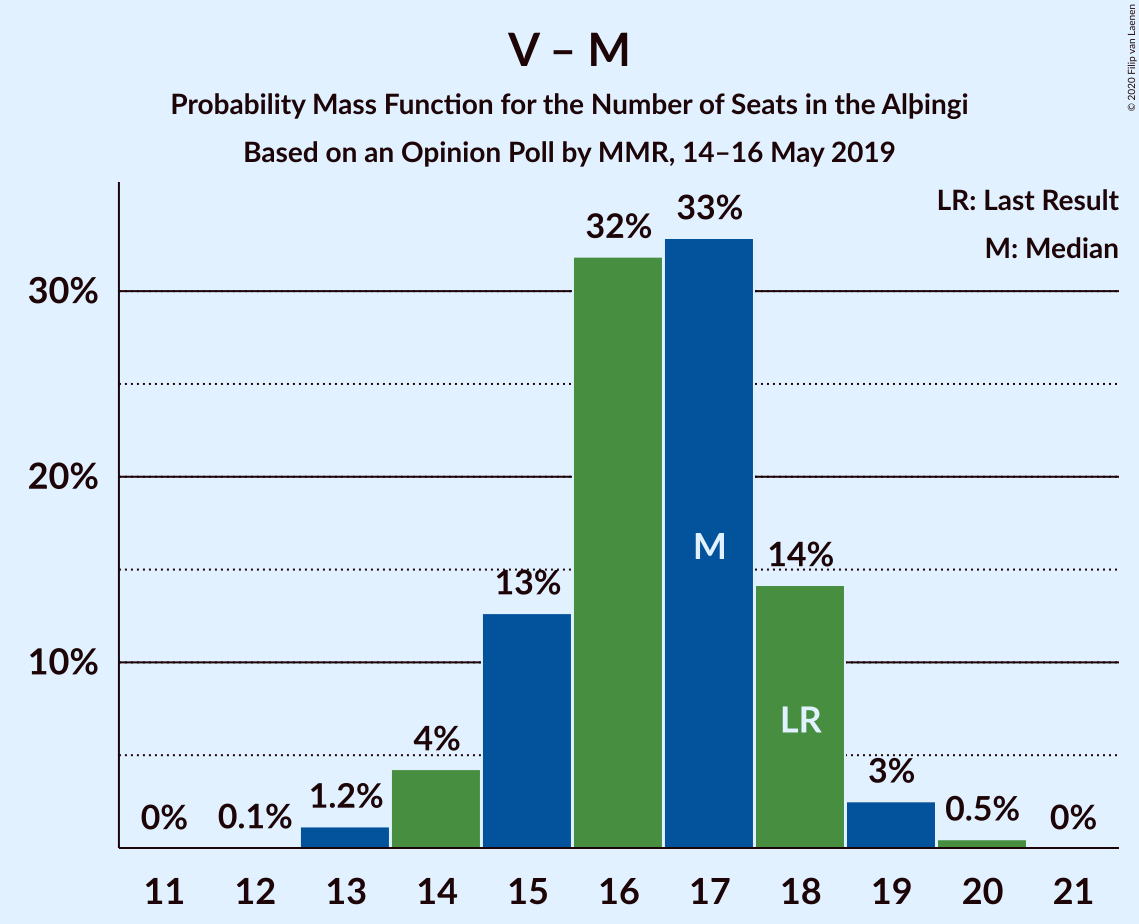 V – M
Probability Mass Function for the Number of Seats in the Alþingi
Based on an Opinion Poll by MMR, 14–16 May 2019
© 2020 Filip van Laenen
LR: Last Result
M: Median
30%
20%
10%
0%
0.1%
1.2%
4%
13%
32%
33%
14%
3%
0.5%
0%
M
LR
11 12 13 14 15 16 17 18 19 20 21